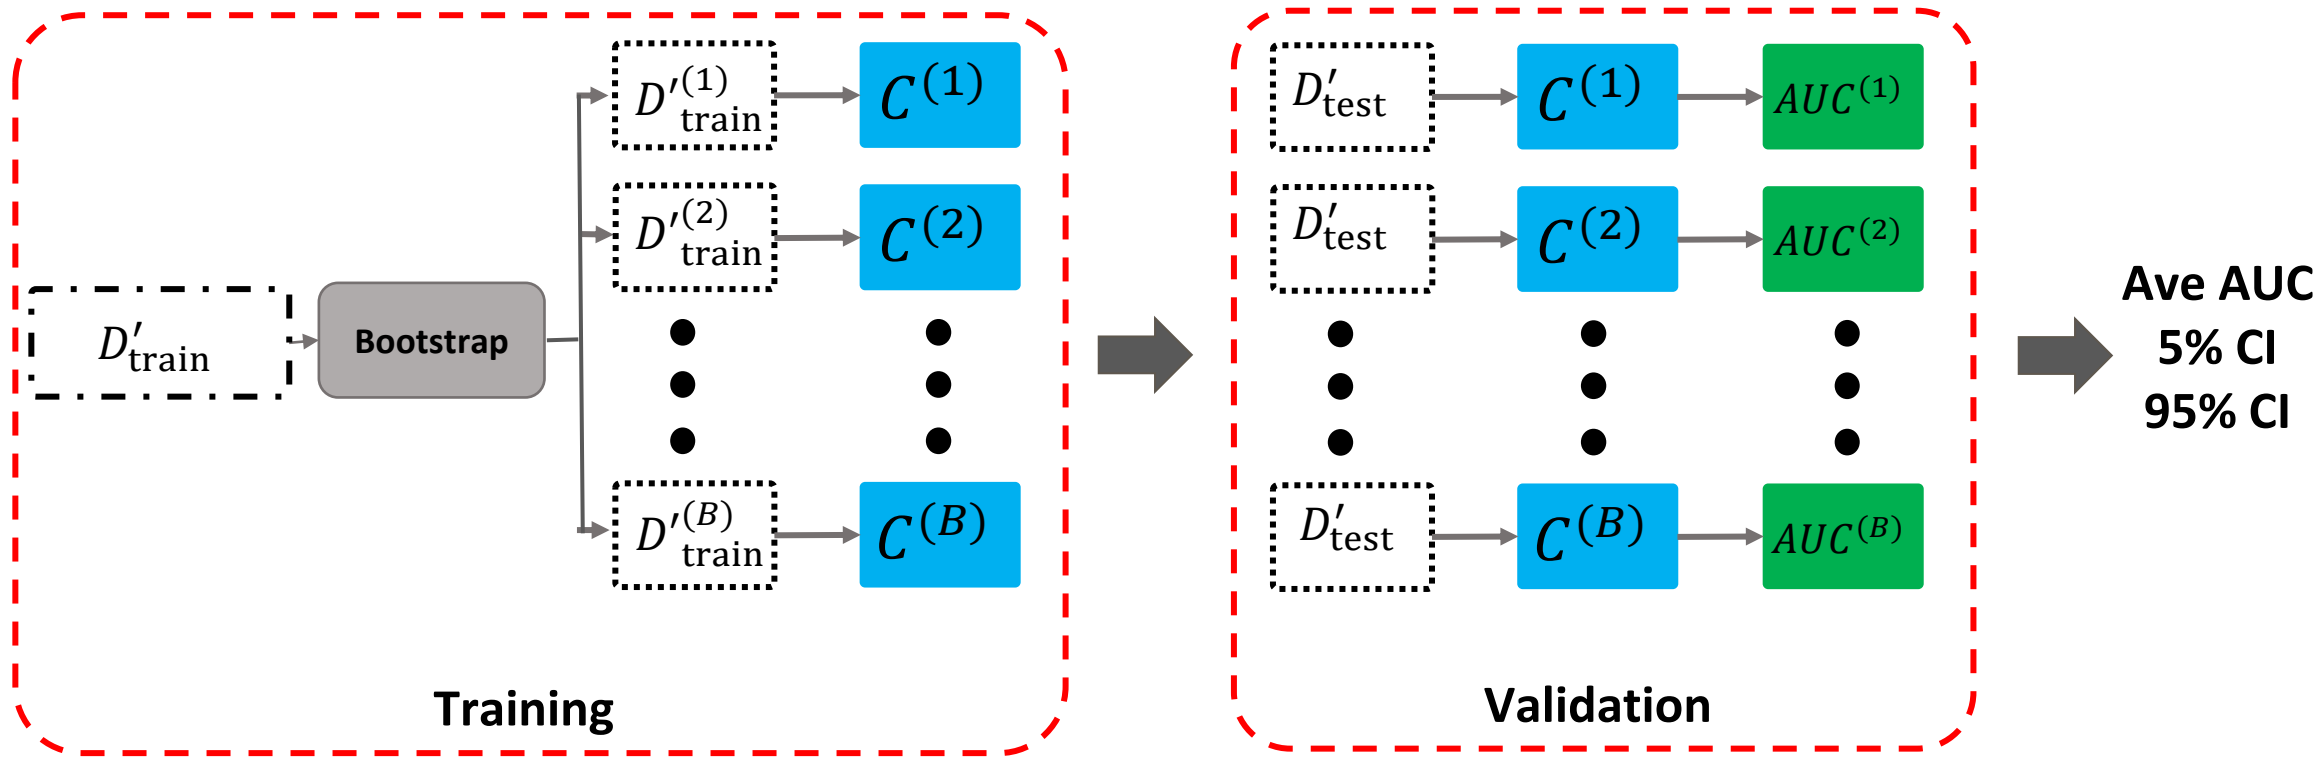 D′train
Bootstrap
D′(1)train
C(1)
D′(2)train
C(2)
D′(B)train
C(B)
Training
D′test
C(1)
AUC(1)
D′test
C(2)
AUC(2)
D′test
C(B)
AUC(B)
Validation
Ave AUC
5% CI
95% CI